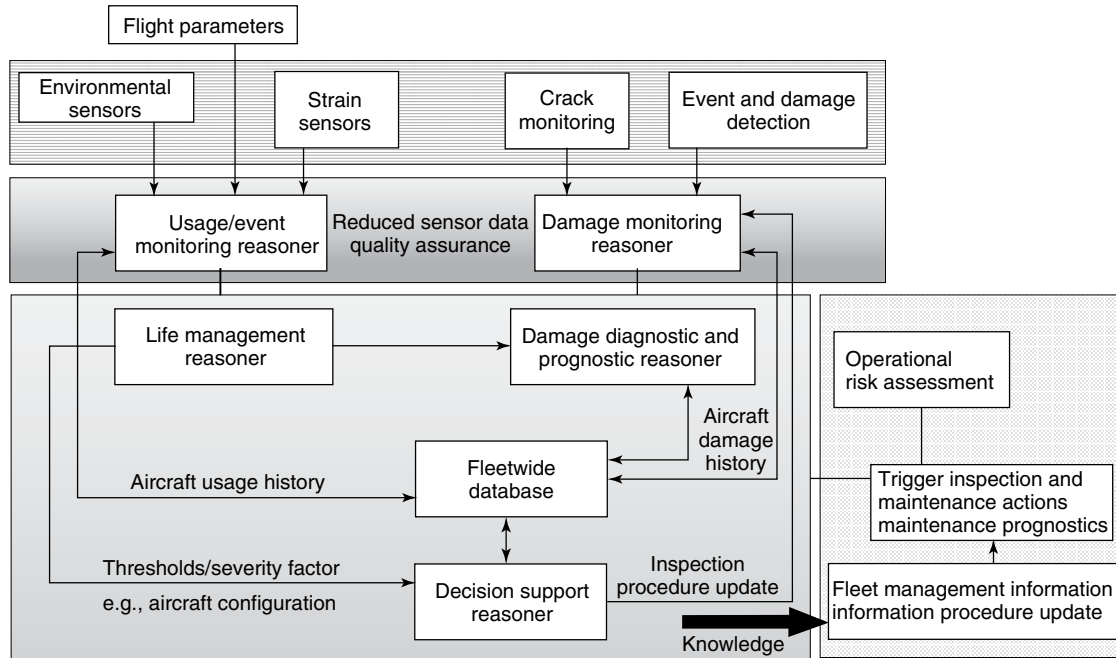 Flight parameters
Environmental
sensors
Strain
sensors
Crack
monitoring
Event and damage
detection
Usage/event
monitoring reasoner
Reduced sensor data
quality assurance
Damage monitoring
reasoner
Life management
reasoner
Damage diagnostic and
prognostic reasoner
Operational
risk assessment
Aircraft
damage
history
Fleetwide
database
Aircraft usage history
Trigger inspection and
maintenance actions
maintenance prognostics
Thresholds/severity factor
e.g., aircraft configuration
Decision support
reasoner
Inspection
procedure update
Fleet management information
information procedure update
Knowledge